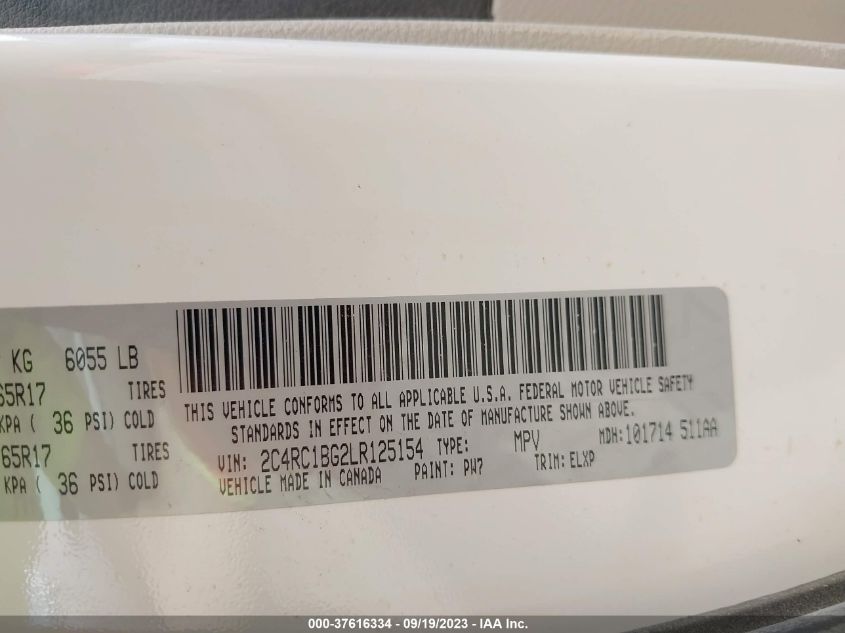 KG 6055 LB
65R17 TIRES
KPA ( 36 PSI) COLD
65R17 TIRES
KPA ( 36 PSI) COLD
THIS VEHICLE CONFORMS TO ALL APPLICABLE U.S.A. FEDERAL MOTOR VEHICLE SAFETY
STANDARDS IN EFFECT ON THE DATE OF MANUFACTURE SHOWN ABOVE.
VIN: 2C4RC1BG2LR125154 TYPE: MPV MDH:101714 511AA
VEHICLE MADE IN CANADA PAINT: PW7 TRIM: ELXP
000-37616334 - 09/19/2023 - IAA Inc.